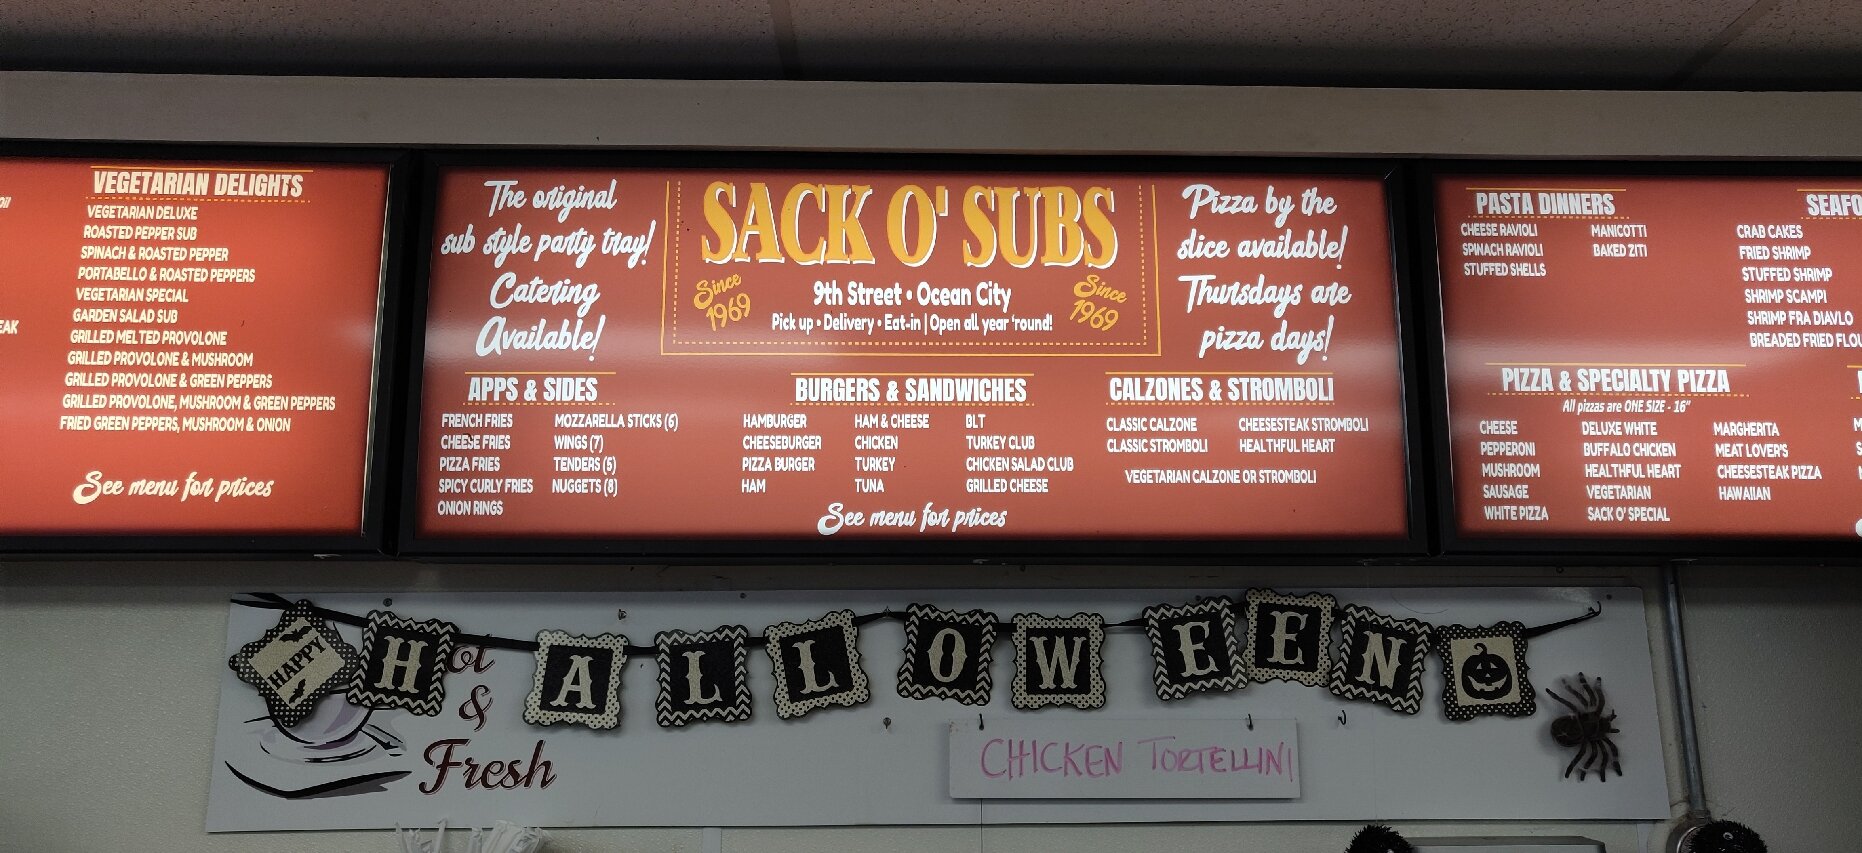 VEGETARIAN DELIGHTS
VEGETARIAN DELUXE
ROASTED PEPPER SUB
SPINACH & ROASTED PEPPER
PORTABELLO & ROASTED PEPPERS
VEGETARIAN SPECIAL
GARDEN SALAD SUB
GRILLED MELTED PROVOLONE
GRILLED PROVOLONE & MUSHROOM
GRILLED PROVOLONE & GREEN PEPPERS
GRILLED PROVOLONE, MUSHROOM & GREEN PEPPERS
FRIED GREEN PEPPERS, MUSHROOM & ONION
See menu for prices
The original
sub style party tray!
Catering
Available!
SACK O' SUBS
Since
1969
9th Street • Ocean City
Pick up • Delivery • Eat-in | Open all year 'round!
Since
1969
Pizza by the
slice available!
Thursdays are
pizza days!
APPS & SIDES
FRENCH FRIES
CHEESE FRIES
PIZZA FRIES
SPICY CURLY FRIES
ONION RINGS
MOZZARELLA STICKS (6)
WINGS (7)
TENDERS (5)
NUGGETS (8)
BURGERS & SANDWICHES
HAMBURGER
CHEESEBURGER
PIZZA BURGER
HAM
HAM & CHEESE
CHICKEN
TURKEY
TUNA
BLT
TURKEY CLUB
CHICKEN SALAD CLUB
GRILLED CHEESE
See menu for prices
CALZONES & STROMBOLI
CLASSIC CALZONE
CLASSIC STROMBOLI
CHEESESTEAK STROMBOLI
HEALTHFUL HEART
VEGETARIAN CALZONE OR STROMBOLI
PASTA DINNERS
CHEESE RAVIOLI
SPINACH RAVIOLI
STUFFED SHELLS
MANICOTTI
BAKED ZITI
SEAFO
CRAB CAKES
FRIED SHRIMP
STUFFED SHRIMP
SHRIMP SCAMPI
SHRIMP FRA DIAVLO
BREADED FRIED FLOU
PIZZA & SPECIALTY PIZZA
All pizzas are ONE SIZE - 16"
CHEESE
PEPPERONI
MUSHROOM
SAUSAGE
WHITE PIZZA
DELUXE WHITE
BUFFALO CHICKEN
HEALTHFUL HEART
VEGETARIAN
SACK O' SPECIAL
MARGHERITA
MEAT LOVER'S
CHEESESTEAK PIZZA
HAWAIIAN
HAPPY
HALLOWEEN
ot
&
Fresh
CHICKEN TORTELLINI